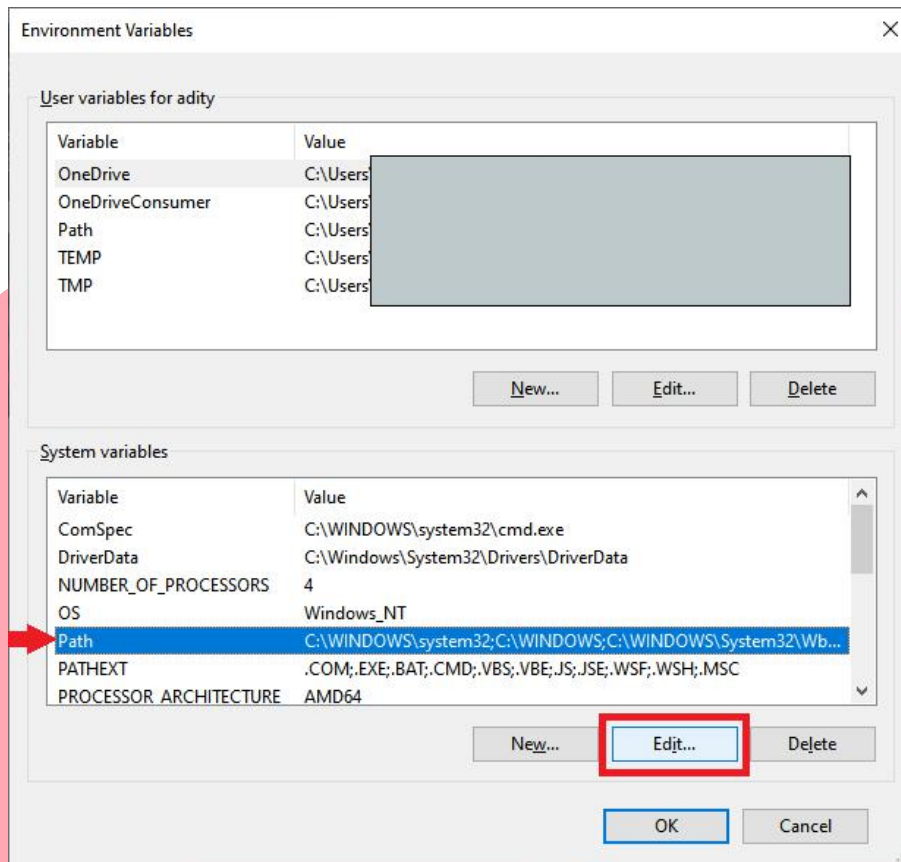 Environment Variables
User variables for adity
Variable Value
OneDrive C:\Users\
OneDriveConsumer C:\Users\
Path C:\Users\
TEMP C:\Users\
TMP C:\Users
New... Edit... Delete
System variables
Variable Value
ComSpec C:\WINDOWS\system32\cmd.exe
DriverData C:\Windows\System32\Drivers\DriverData
NUMBER_OF_PROCESSORS 4
OS Windows_NT
Path C:\WINDOWS\system32;C:\WINDOWS;C:\WINDOWS\System32\Wb...
PATHEXT .COM;.EXE;.BAT;.CMD;.VBS;.VBE;.JS;.JSE;.WSF;.WSH;.MSC
PROCESSOR_ARCHITECTURE AMD64
New... Edit... Delete
OK Cancel